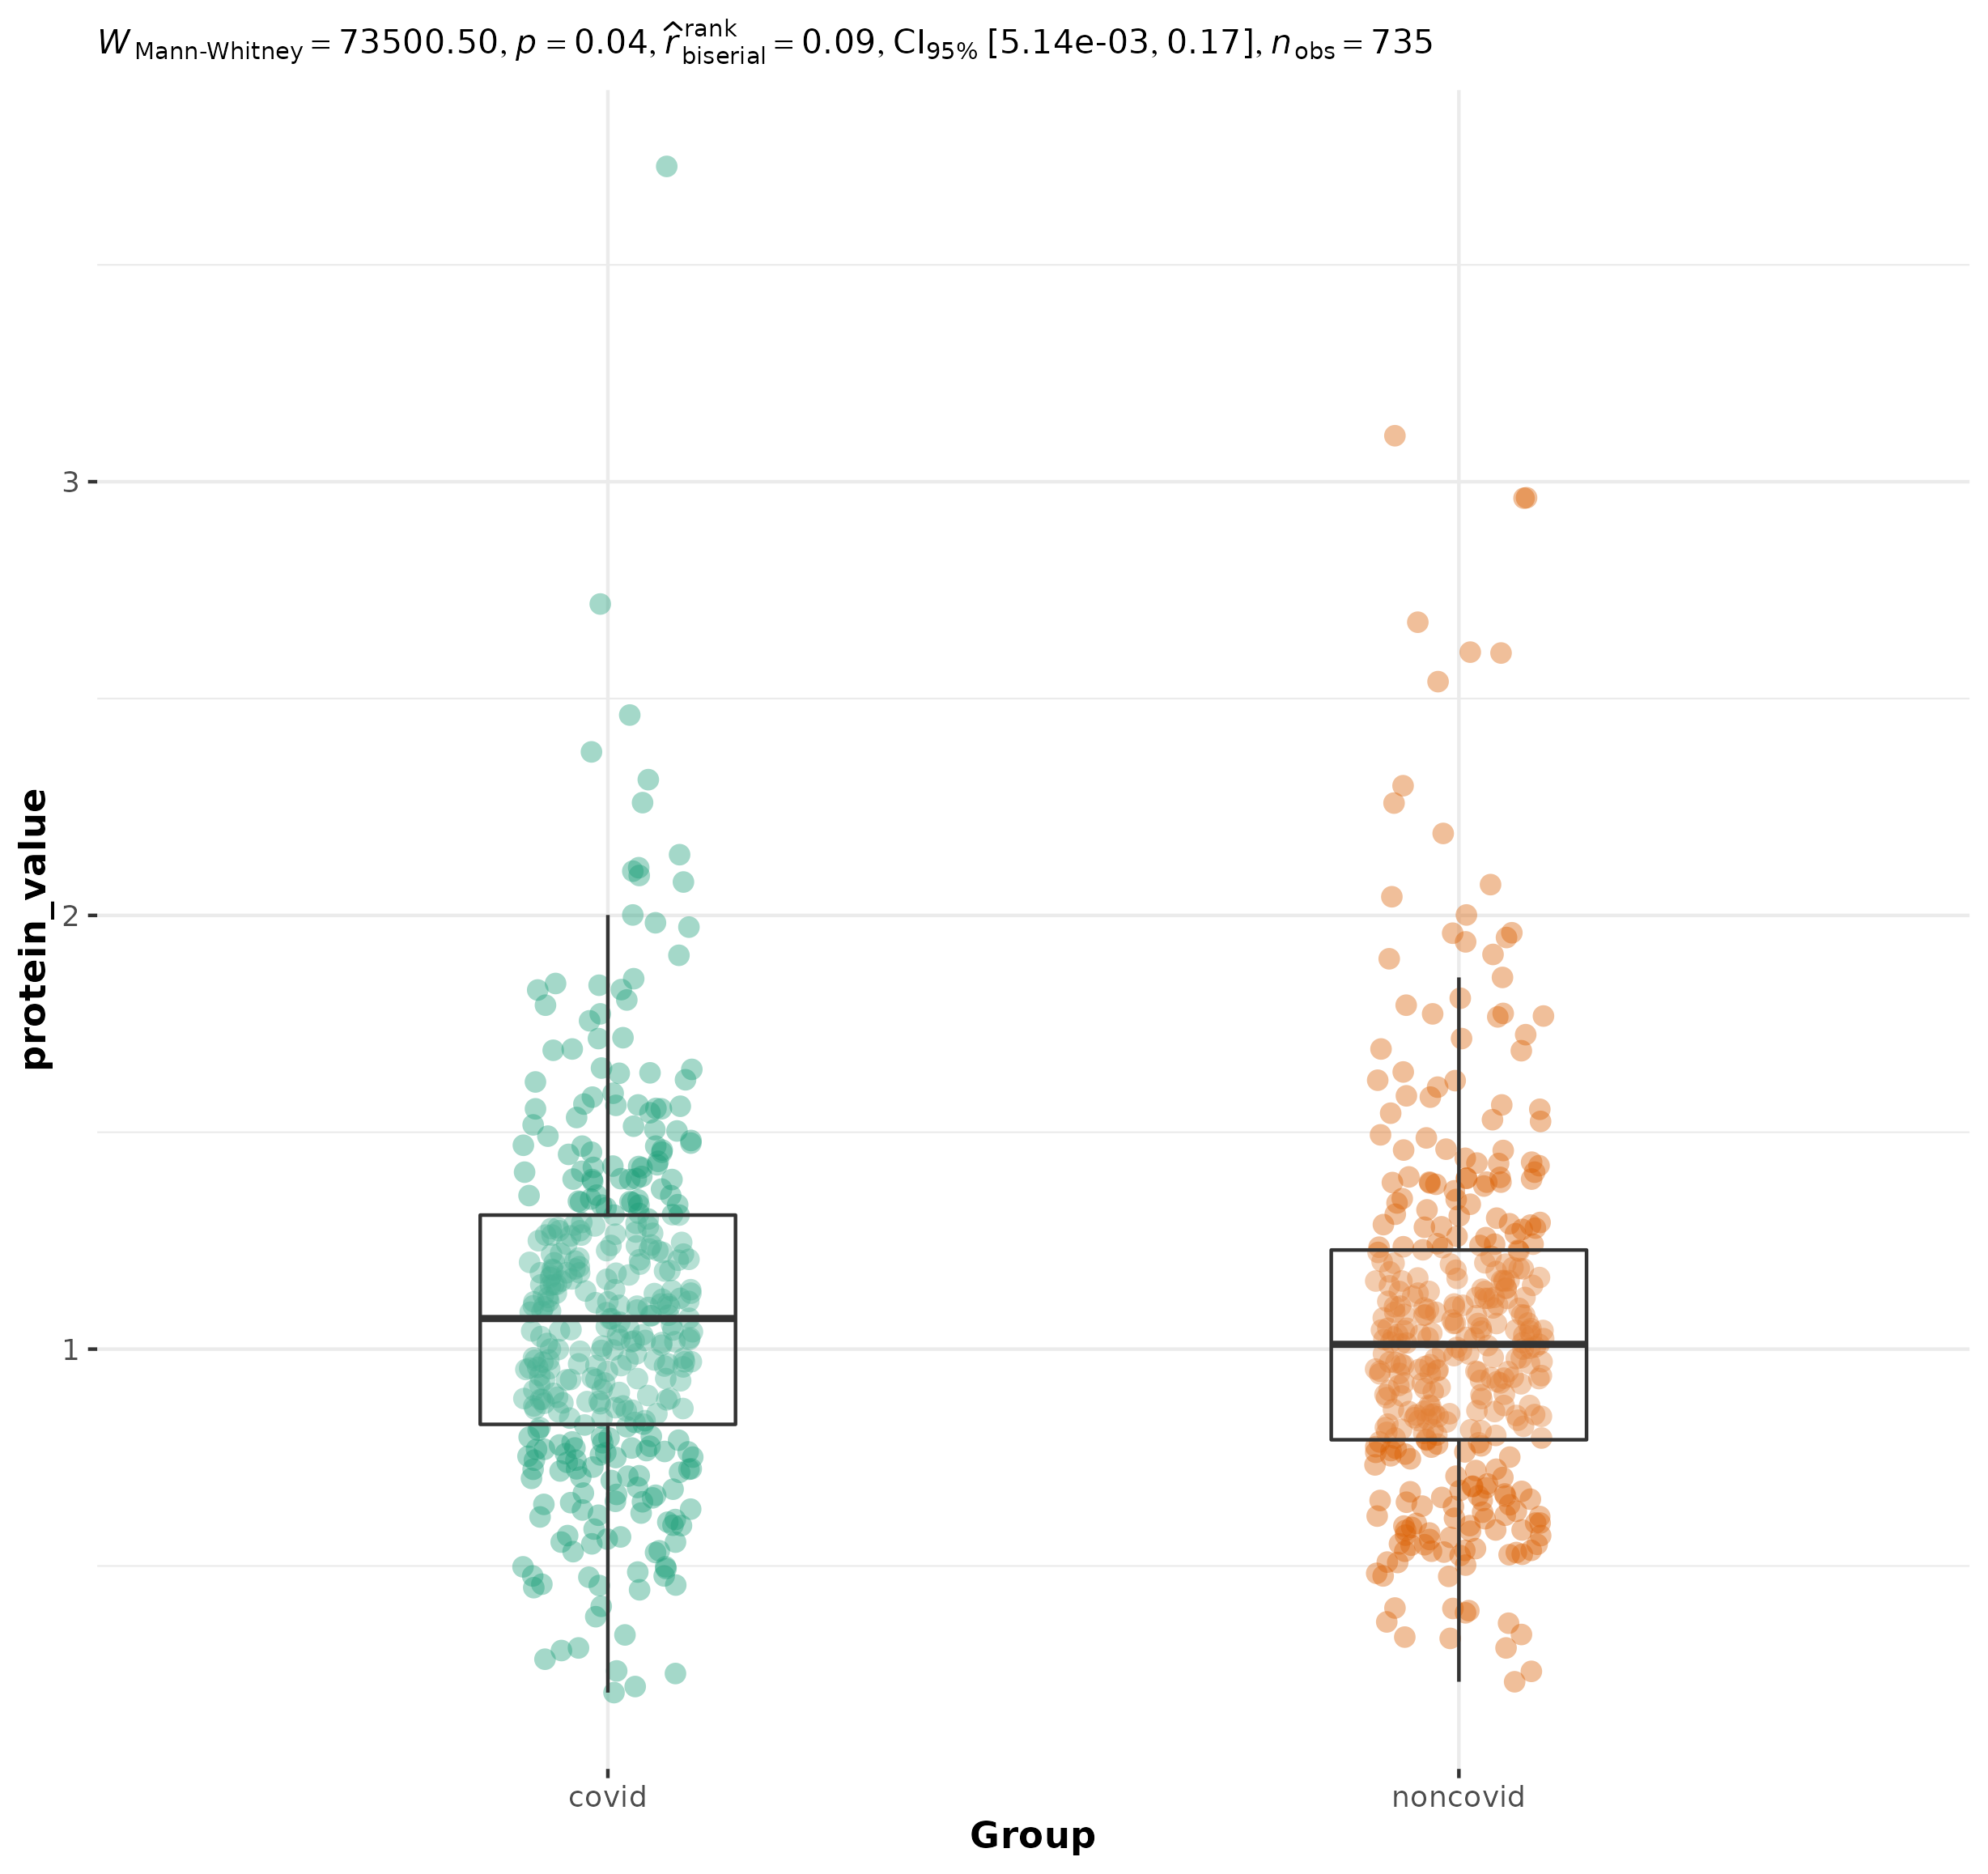 W Mann-Whitney = 73500.50, p = 0.04, r̂ rank biserial = 0.09, CI95% [5.14e-03, 0.17], nobs = 735
3
2
1
protein_value
covid noncovid
Group